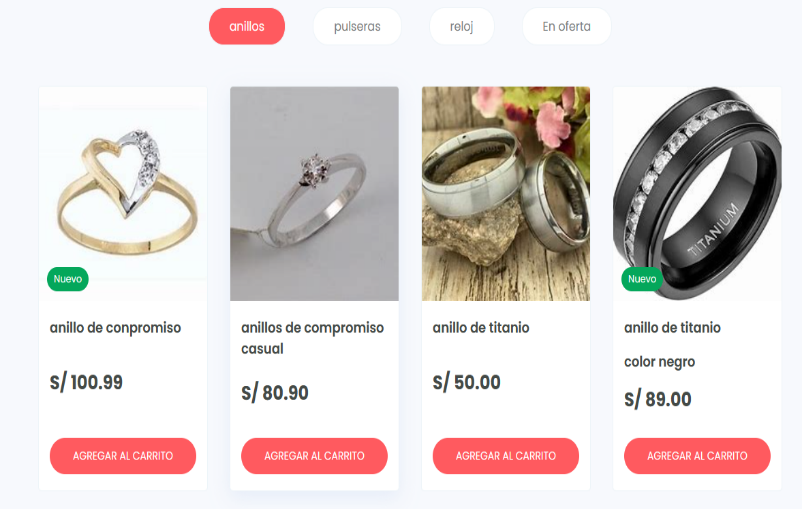 anillos
pulseras
reloj
En oferta
Nuevo
anillo de conpromiso
S/ 100.99
AGREGAR AL CARRITO
anillos de compromiso
casual
S/ 80.90
AGREGAR AL CARRITO
anillo de titanio
S/ 50.00
AGREGAR AL CARRITO
TITANIUM
Nuevo
anillo de titanio
color negro
S/ 89.00
AGREGAR AL CARRITO